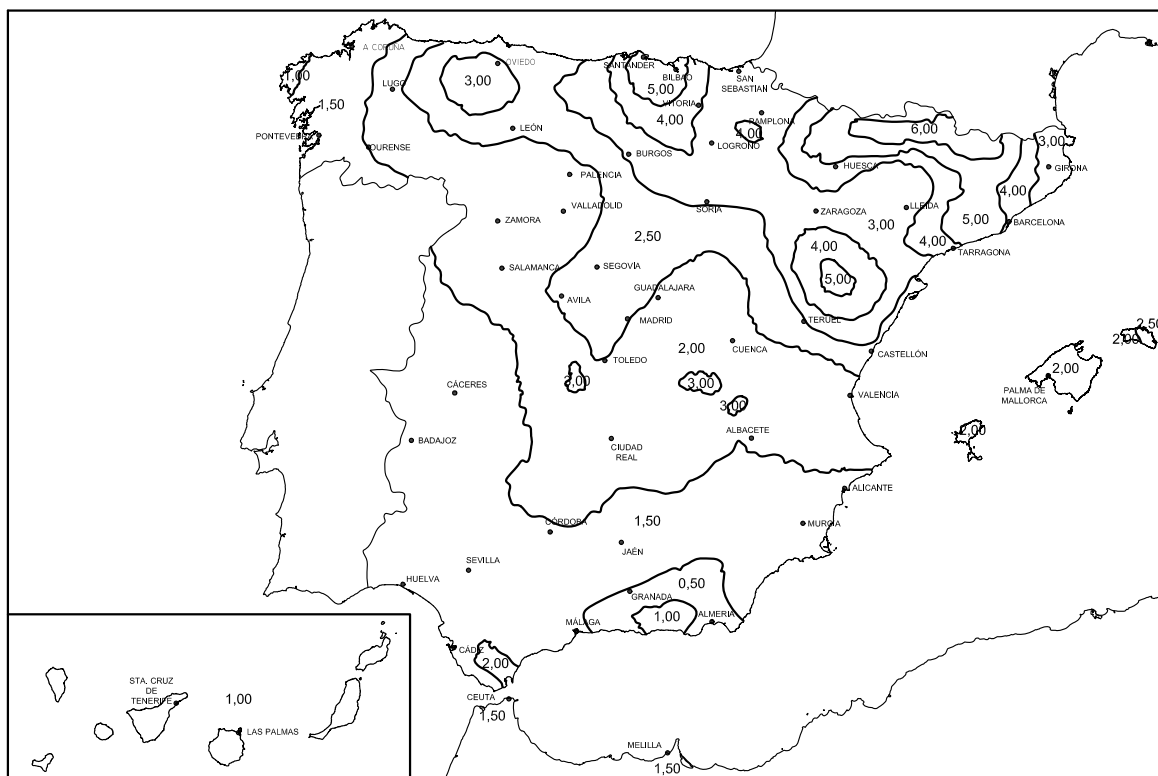 A CORUÑA
OVIEDO
SANTANDER
BILBAO
SAN
SEBASTIAN
1,00
1,50
LUGO
3,00
5,00
VITORIA
4,00
PAMPLONA
4,00
6,00
PONTEVEDRA
OURENSE
LEÓN
BURGOS
LOGROÑO
HUESCA
3,00
GIRONA
PALENCIA
4,00
VALLADOLID
ZAMORA
SORIA
ZARAGOZA
LLEIDA
3,00
5,00
BARCELONA
2,50
4,00
4,00
TARRAGONA
SALAMANCA
SEGOVÍA
5,00
AVILA
GUADALAJARA
MADRID
TERUEL
2,50
2,00
TOLEDO
2,00
CUENCA
CASTELLÓN
2,00
3,00
3,00
3,00
CÁCERES
VALENCIA
PALMA DE
MALLORCA
2,00
BADAJOZ
CIUDAD
REAL
ALBACETE
ALICANTE
1,50
CÓRDOBA
MURCIA
JAÉN
SEVILLA
HUELVA
0,50
GRANADA
1,00
ALMERIA
MÁLAGA
CÁDIZ
2,00
CEUTA
1,50
MELILLA
1,50
STA. CRUZ
DE
TENERIFE
1,00
LAS PALMAS